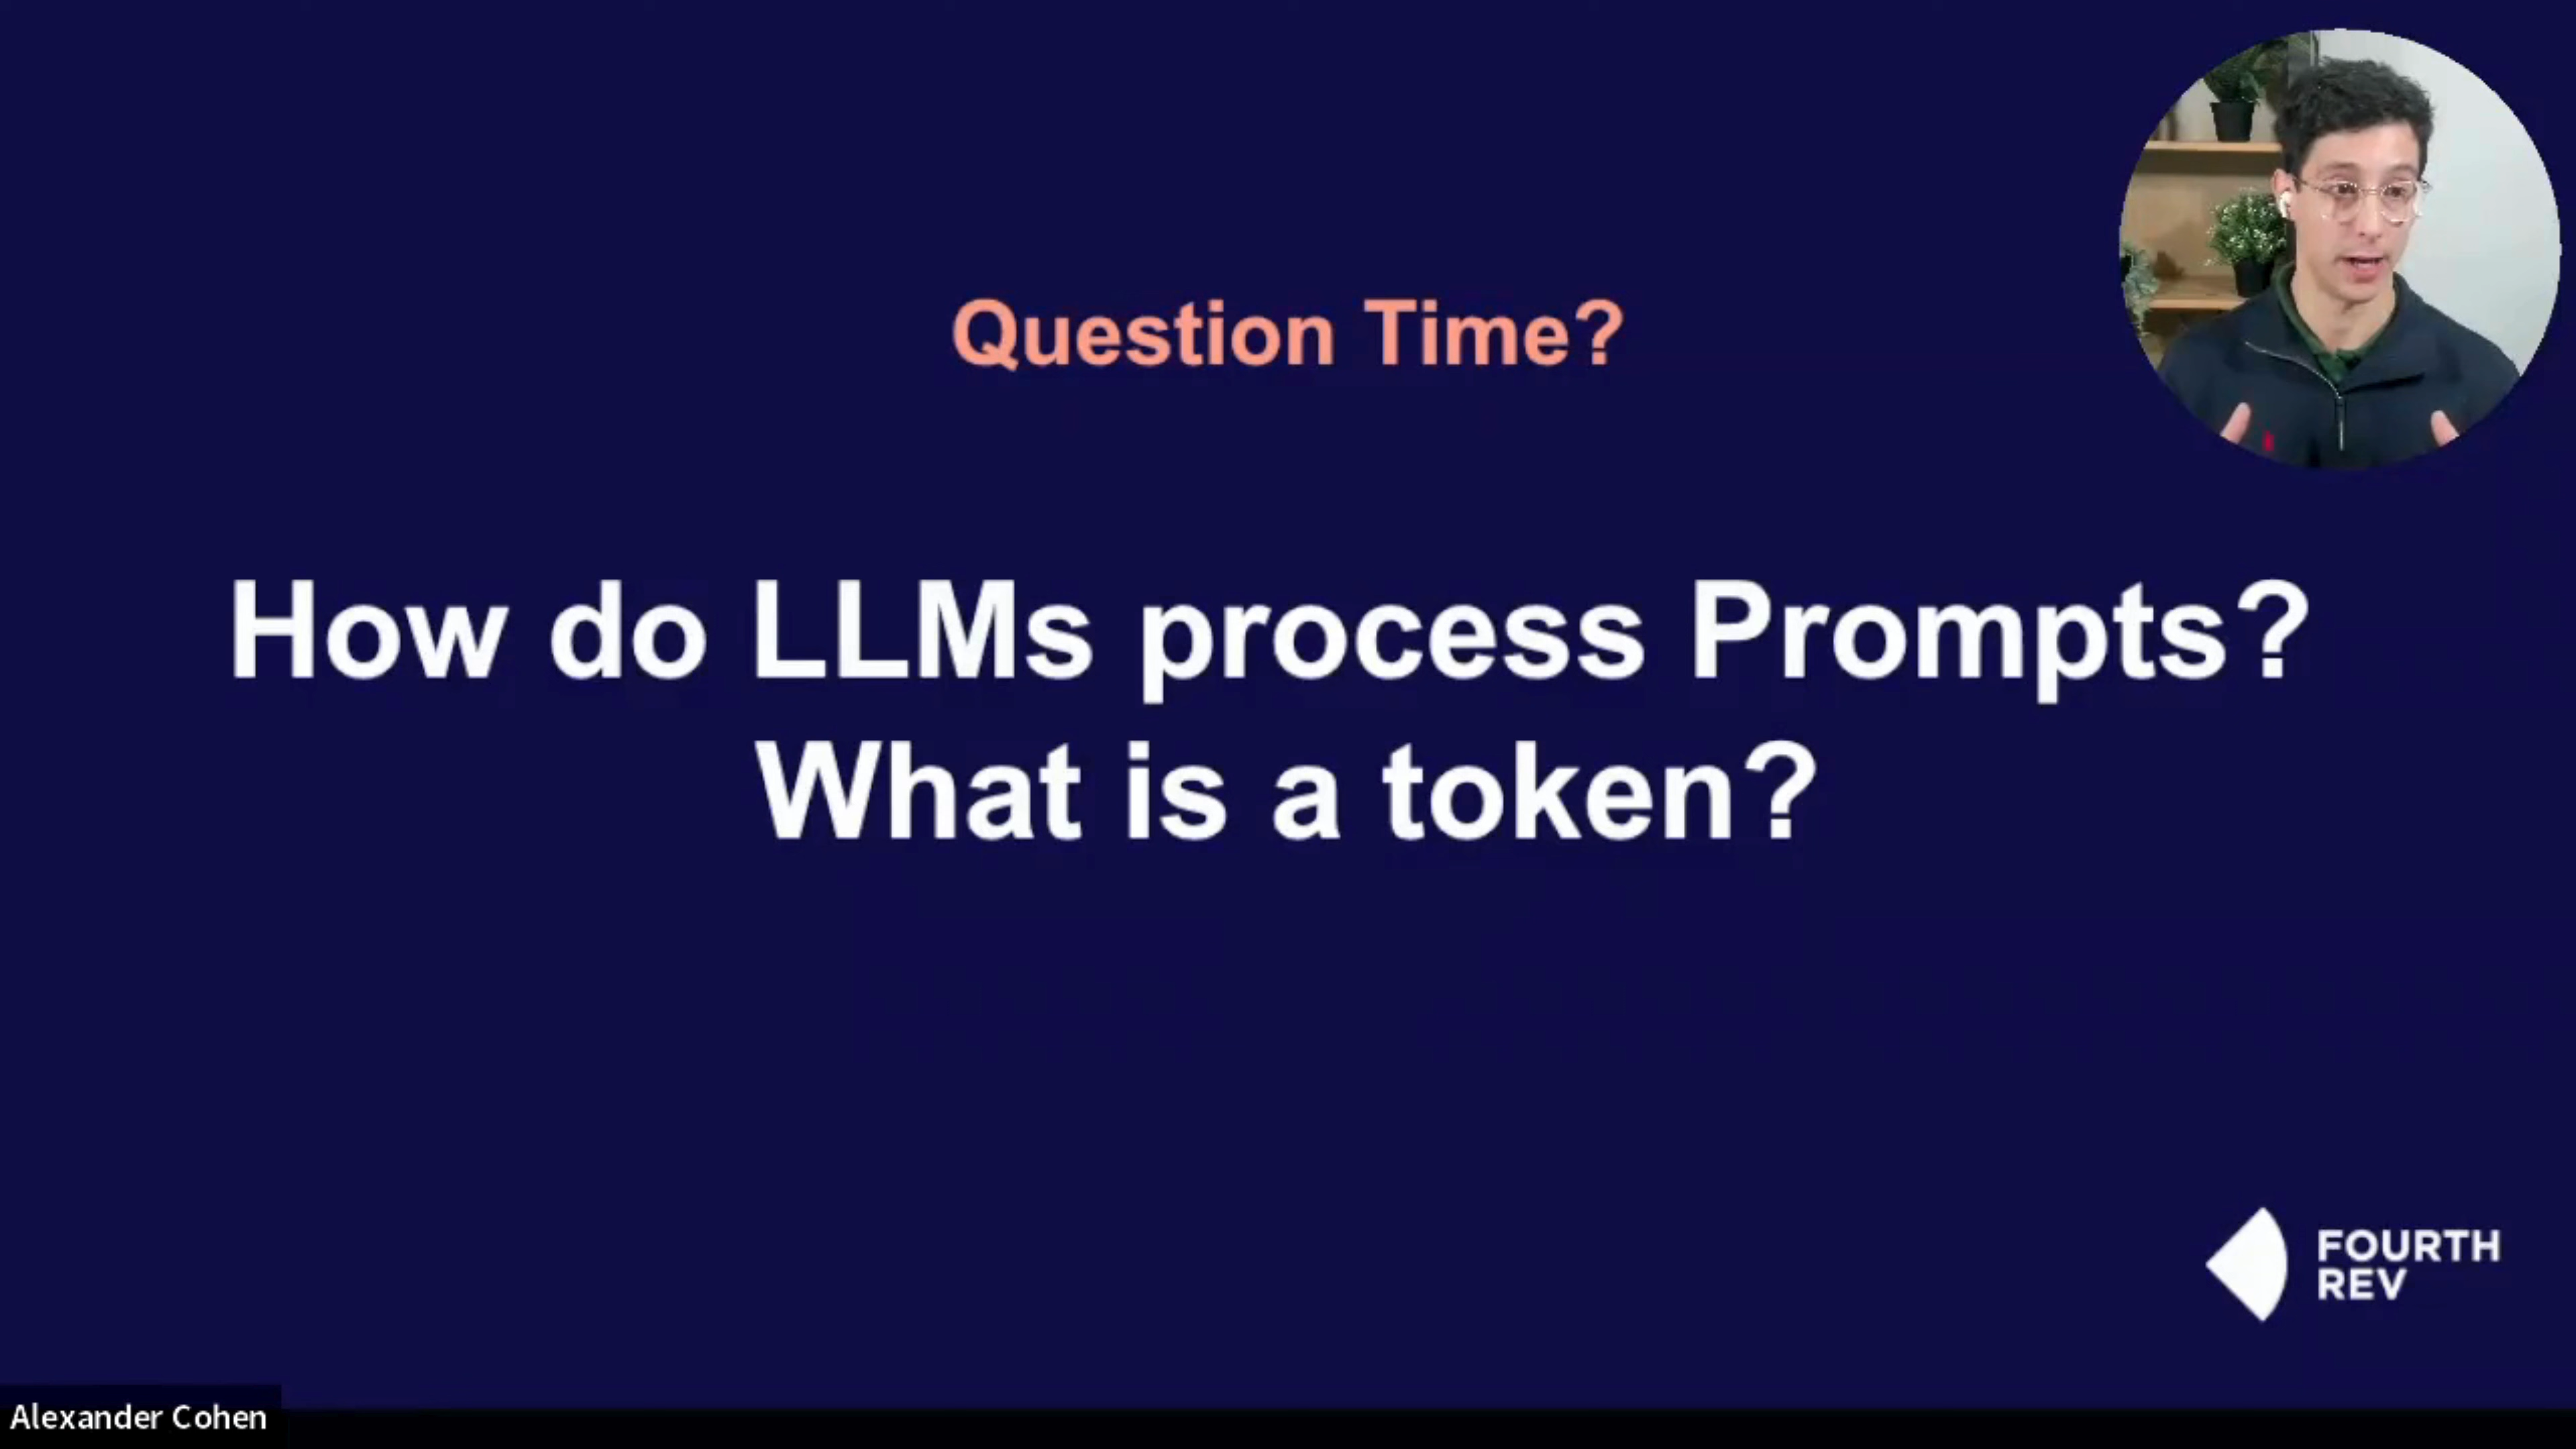 Question Time?
How do LLMs process Prompts?
What is a token?
FOURTH
REV
Alexander Cohen